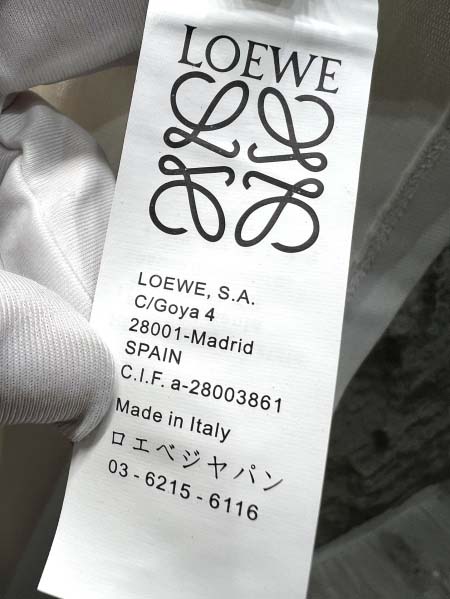 LOEWE
LOEWE, S.A.
C/Goya 4
28001-Madrid
SPAIN
C.I.F. a-28003861
Made in Italy
ロエベジヤパン
03 - 6215 - 6116